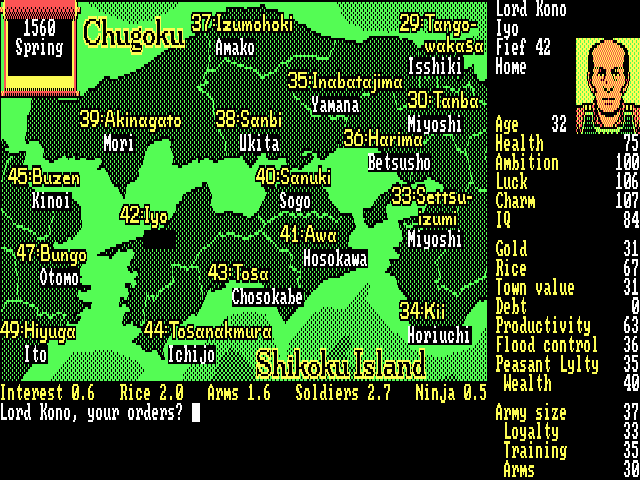 1560
Spring
Chugoku
37:Izumohoki
Amako
29:Tango-
wakasa
Isshiki
35:Inabatajima
Yamana
30:Tanba
Miyoshi
39:Akinagato
Mori
38:Sanbi
Ukita
36:Harima
Betsusho
45:Buzen
Kinoi
40:Sanuki
Sogo
33:Settsu-
izumi
Miyoshi
42:Iyo
41:Awa
Hosokawa
47:Bungo
Otomo
43:Tosa
Chosokabe
34:Kii
Horiuchi
49:Hiyuga
Ito
44:Tosanakmura
Ichijo
Shikoku Island
Interest 0.6 Rice 2.0 Arms 1.6 Soldiers 2.7 Ninja 0.5
Lord Kono, your orders?
Lord Kono
Iyo
Fief 42
Home
Age 32
Health 75
Ambition 100
Luck 106
Charm 107
IQ 84
Gold 31
Rice 67
Town value 31
Debt 0
Productivity 63
Flood control 36
Peasant Lylty 35
Wealth 40
Army size 37
Loyalty 33
Training 35
Arms 30